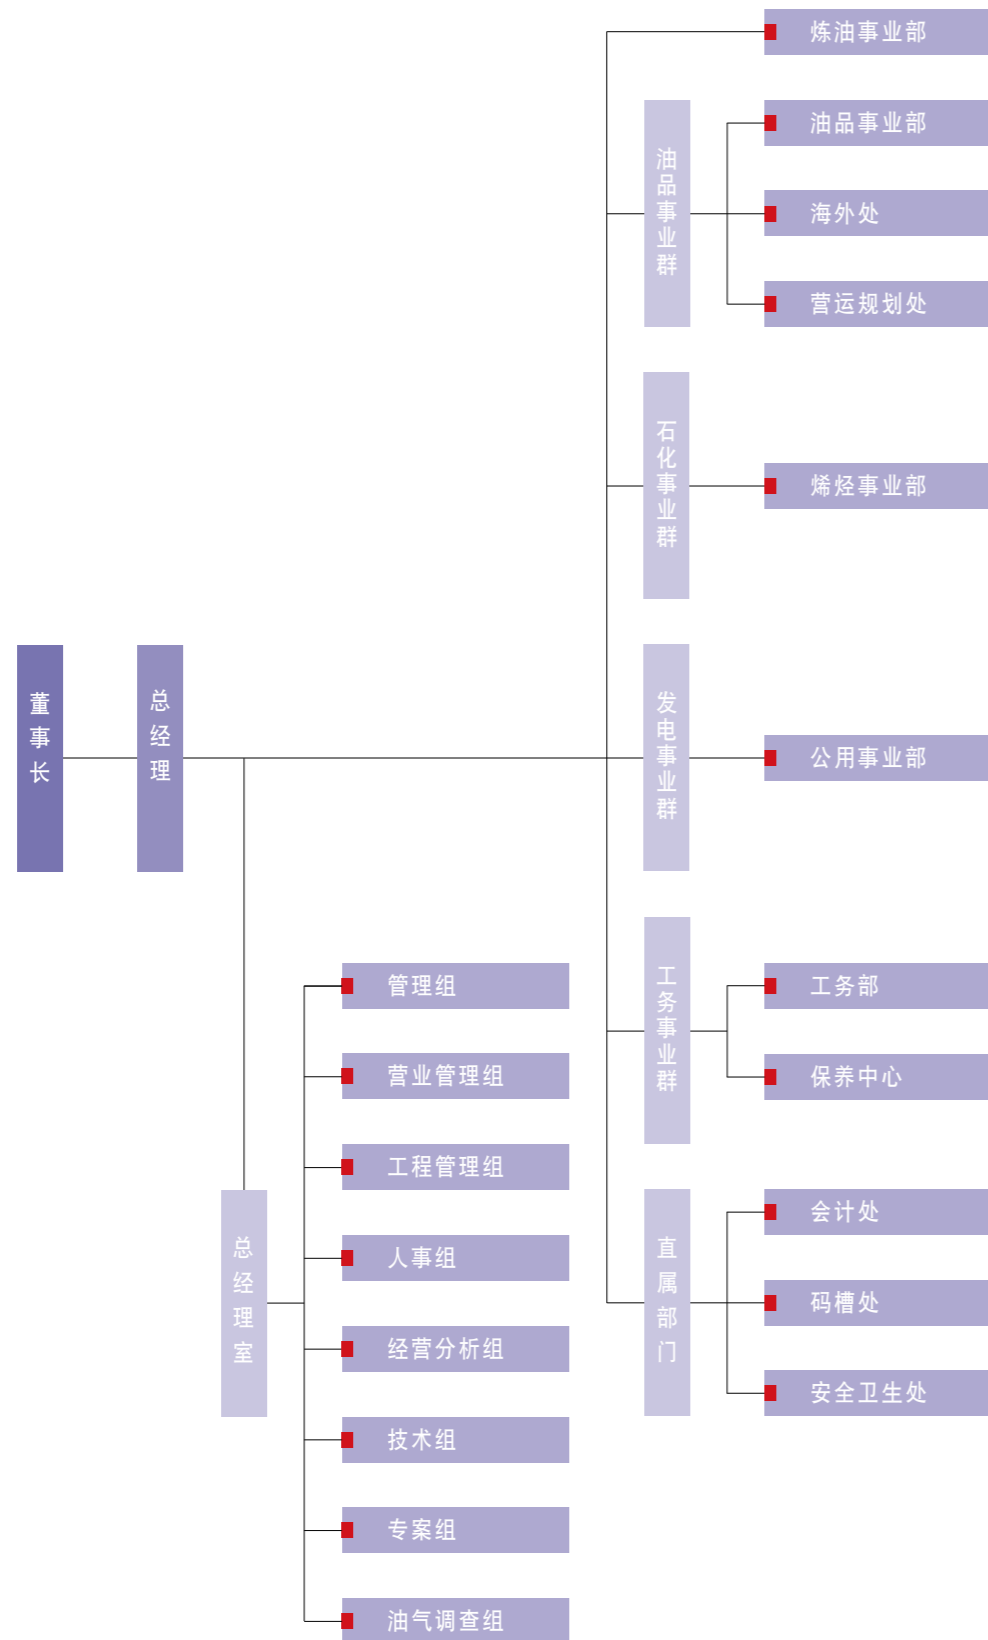 董事长
总经理
炼油事业部
油品事业群
油品事业部
海外处
营运规划处
石化事业群
烯烃事业部
发电事业群
公用事业部
工务事业群
工务部
保养中心
直属部门
会计处
码槽处
安全卫生处
总经理室
管理组
营业管理组
工程管理组
人事组
经营分析组
技术组
专案组
油气调查组